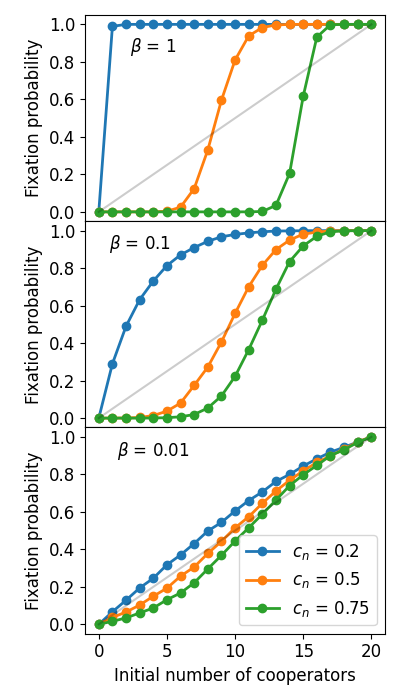 1.0
0.8
0.6
0.4
0.2
0.0
Fixation probability
β = 1
1.0
0.8
0.6
0.4
0.2
0.0
Fixation probability
β = 0.1
1.0
0.8
0.6
0.4
0.2
0.0
Fixation probability
β = 0.01
cₙ = 0.2
cₙ = 0.5
cₙ = 0.75
0 5 10 15 20
Initial number of cooperators